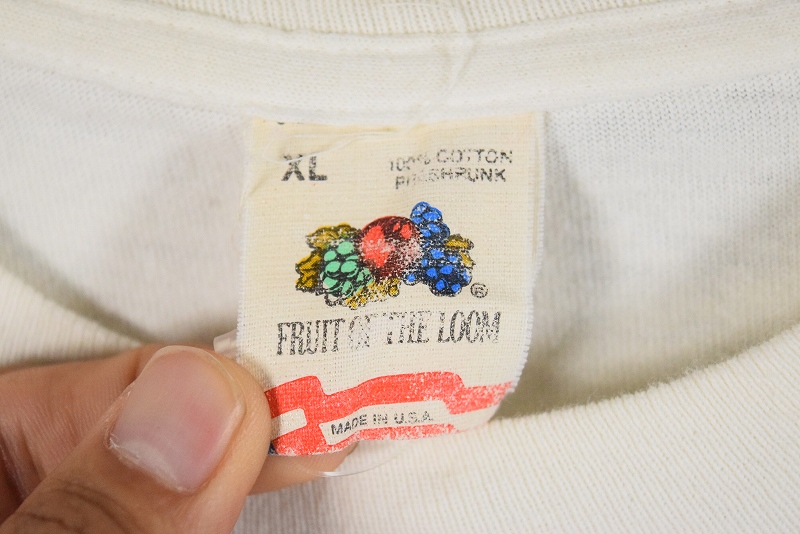 XL
100% COTTON
PRESHRUNK
®
FRUIT OF THE LOOM
MADE IN U.S.A.